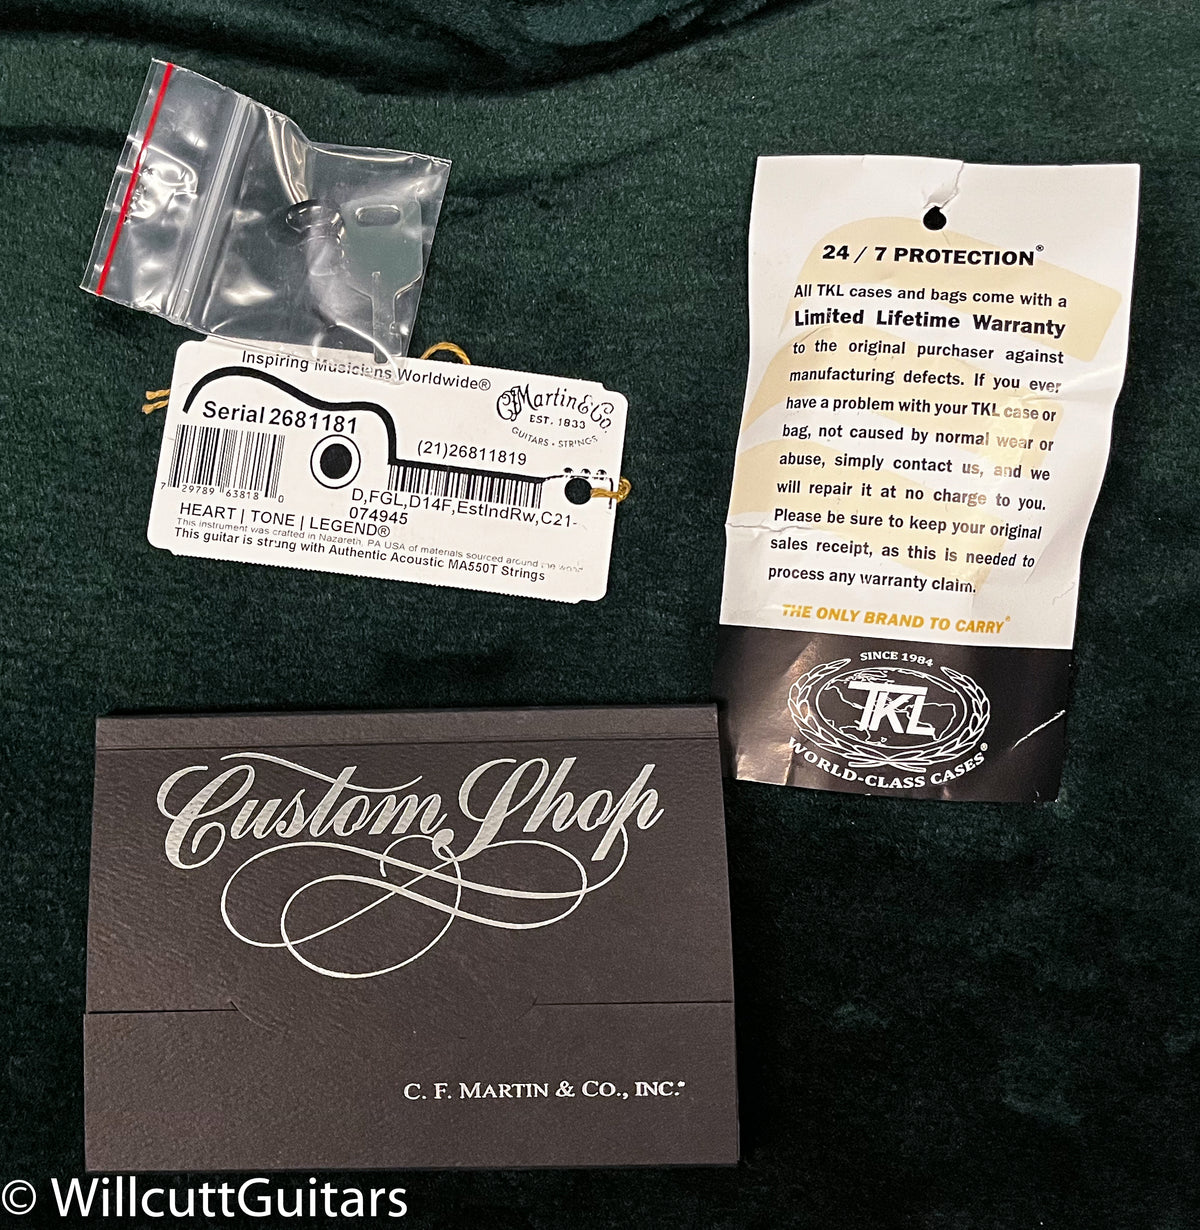 Inspiring Musicians Worldwide®
Martin & Co.
EST. 1833
GUITARS • STRINGS
Serial 2681181
(21)26811819
7 29789 63818 0
D,FGL,D14F,EstIndRw,C21-
074945
HEART | TONE | LEGEND®
This instrument was crafted in Nazareth, PA USA of materials sourced around the world
This guitar is strung with Authentic Acoustic MA550T Strings
24 / 7 PROTECTION®
All TKL cases and bags come with a
Limited Lifetime Warranty
to the original purchaser against
manufacturing defects. If you ever
have a problem with your TKL case or
bag, not caused by normal wear or
abuse, simply contact us, and we
will repair it at no charge to you.
Please be sure to keep your original
sales receipt, as this is needed to
process any warranty claim.
THE ONLY BRAND TO CARRY®
SINCE 1984
TKL
WORLD-CLASS CASES®
Custom Shop
C. F. MARTIN & CO., INC.®
© WillcuttGuitars